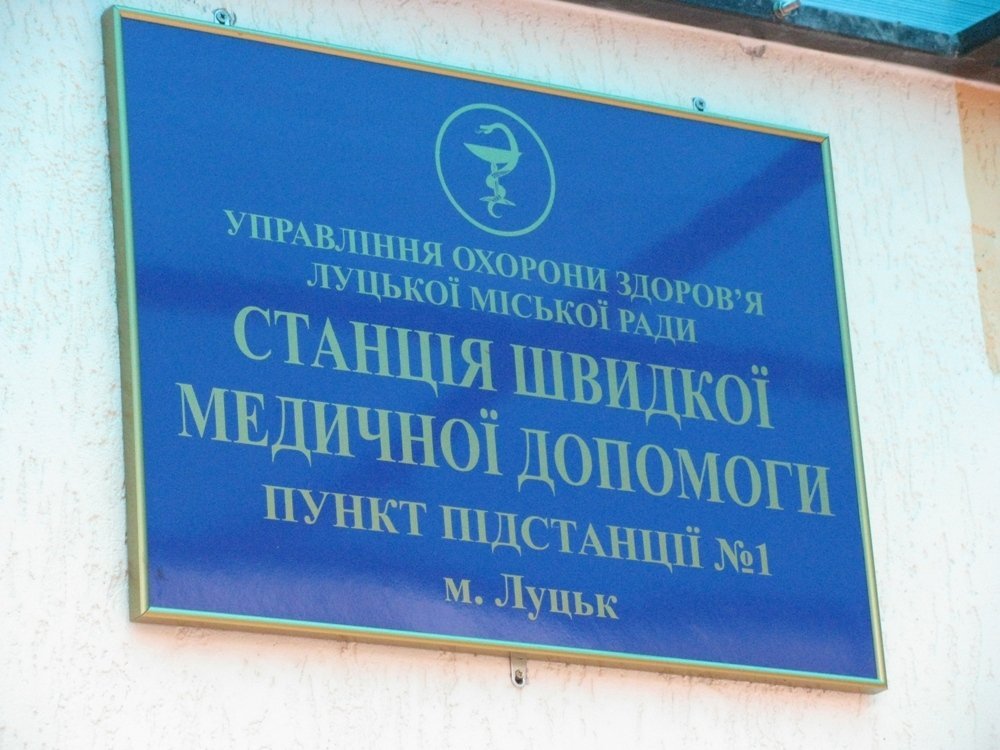 УПРАВЛІННЯ ОХОРОНИ ЗДОРОВ’Я
ЛУЦЬКОЇ МІСЬКОЇ РАДИ
СТАНЦІЯ ШВИДКОЇ
МЕДИЧНОЇ ДОПОМОГИ
ПУНКТ ПІДСТАНЦІЇ №1
м. Луцьк